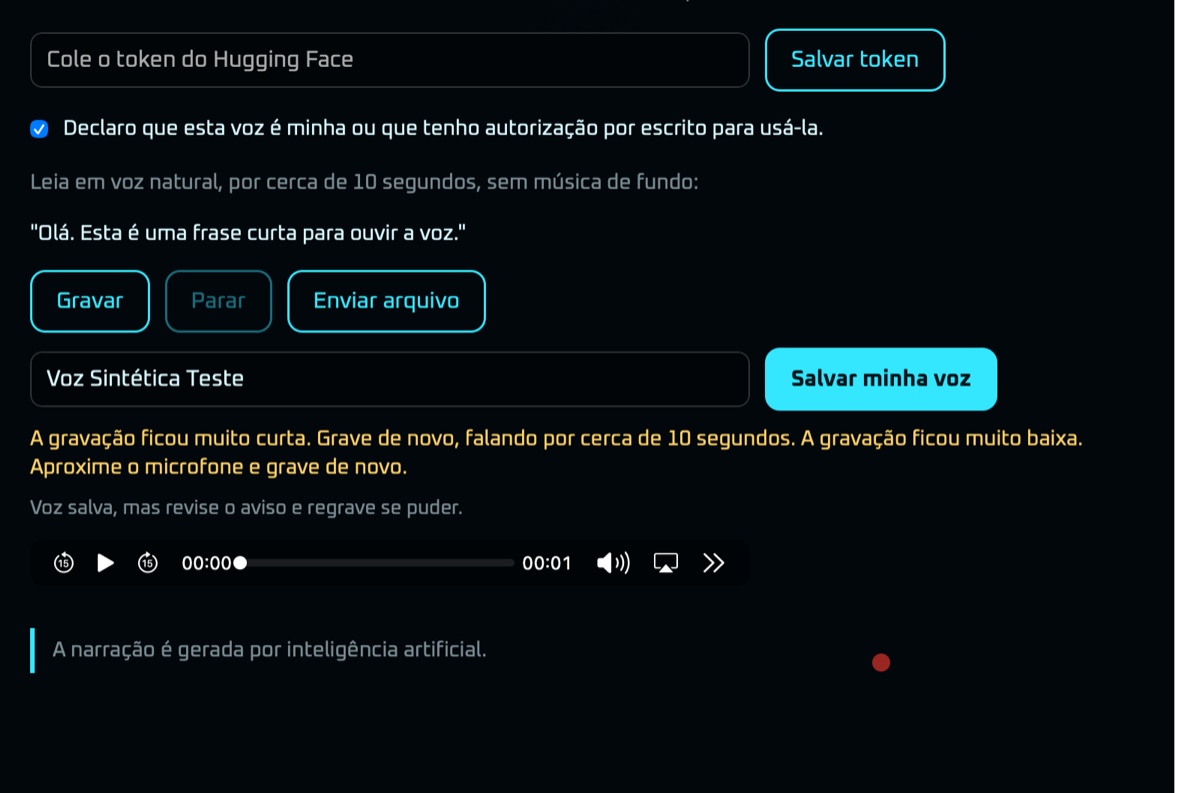 Cole o token do Hugging Face
Salvar token
Declaro que esta voz é minha ou que tenho autorização por escrito para usá-la.
Leia em voz natural, por cerca de 10 segundos, sem música de fundo:
"Olá. Esta é uma frase curta para ouvir a voz."
Gravar
Parar
Enviar arquivo
Voz Sintética Teste
Salvar minha voz
A gravação ficou muito curta. Grave de novo, falando por cerca de 10 segundos. A gravação ficou muito baixa.
Aproxime o microfone e grave de novo.
Voz salva, mas revise o aviso e regrave se puder.
15
15
00:00
00:01
A narração é gerada por inteligência artificial.